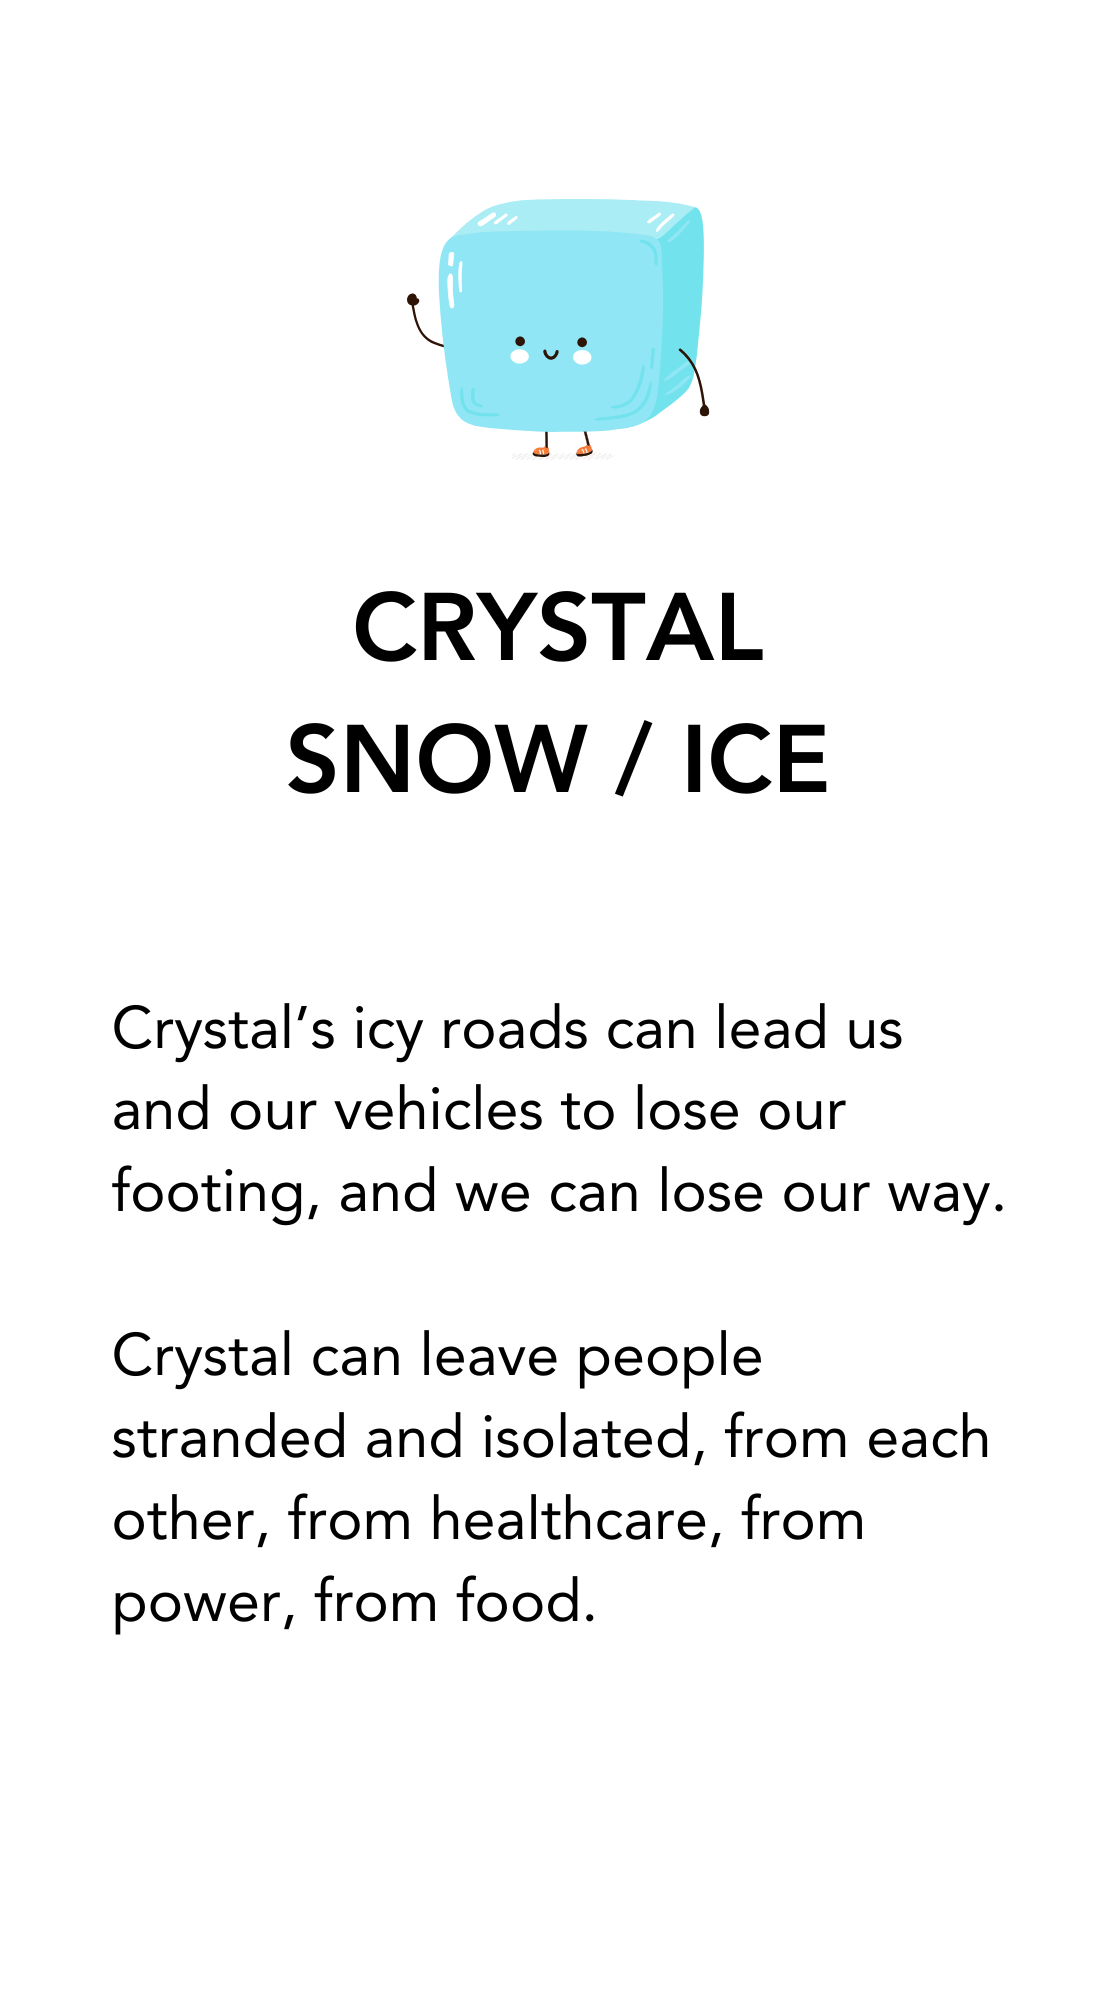 CRYSTAL
SNOW / ICE
Crystal’s icy roads can lead us
and our vehicles to lose our
footing, and we can lose our way.
Crystal can leave people
stranded and isolated, from each
other, from healthcare, from
power, from food.